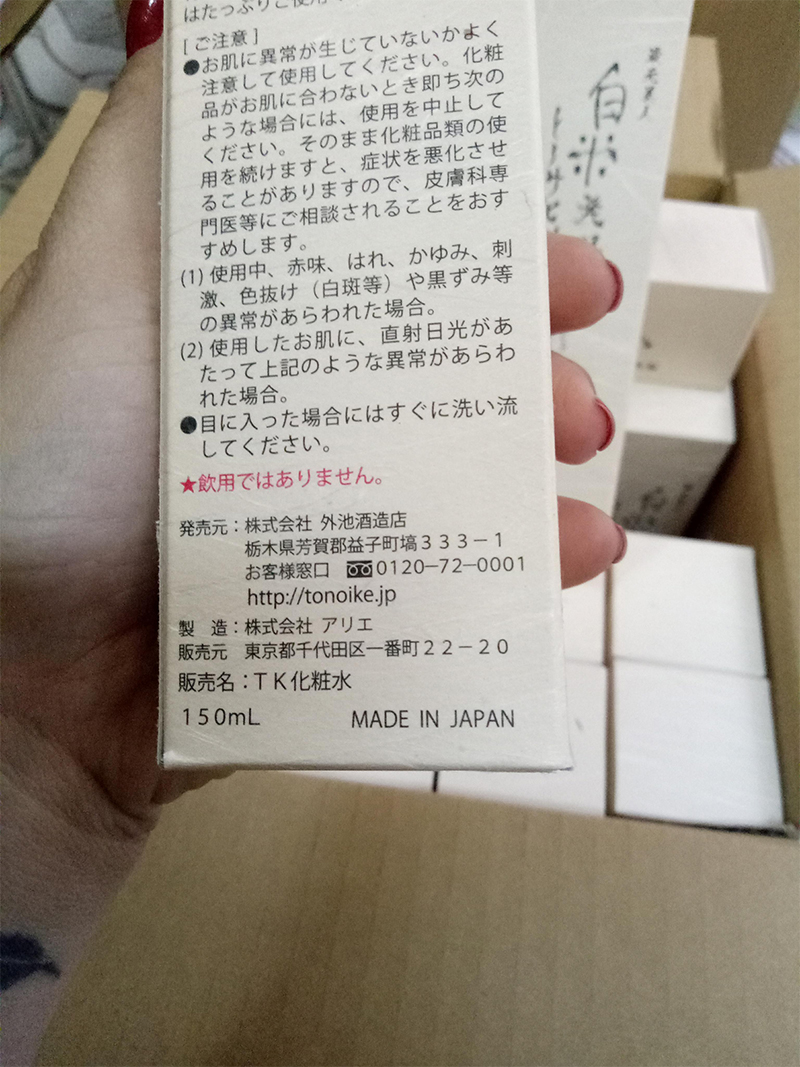 はたっぷりご使用
[ご注意]
●お肌に異常が生じていないかよく
注意して使用してください。化粧
品がお肌に合わないとき即ち次の
ような場合には、使用を中止して
ください。そのまま化粧品類の使
用を続けますと、症状を悪化させ
ることがありますので、皮膚科専
門医等にご相談されることをおす
すめします。
(1) 使用中、赤味、はれ、かゆみ、刺
激、色抜け（白斑等）や黒ずみ等
の異常があらわれた場合。
(2) 使用したお肌に、直射日光があ
たって上記のような異常があらわ
れた場合。
●目に入った場合にはすぐに洗い流
してください。
★飲用ではありません。
発売元：株式会社 外池酒造店
栃木県芳賀郡益子町塙３３３－１
お客様窓口 0120−72−0001
http://tonoike.jp
製　造：株式会社 アリエ
販売元　東京都千代田区一番町２２－２０
販売名：ＴＫ化粧水
150mL MADE IN JAPAN
白米発